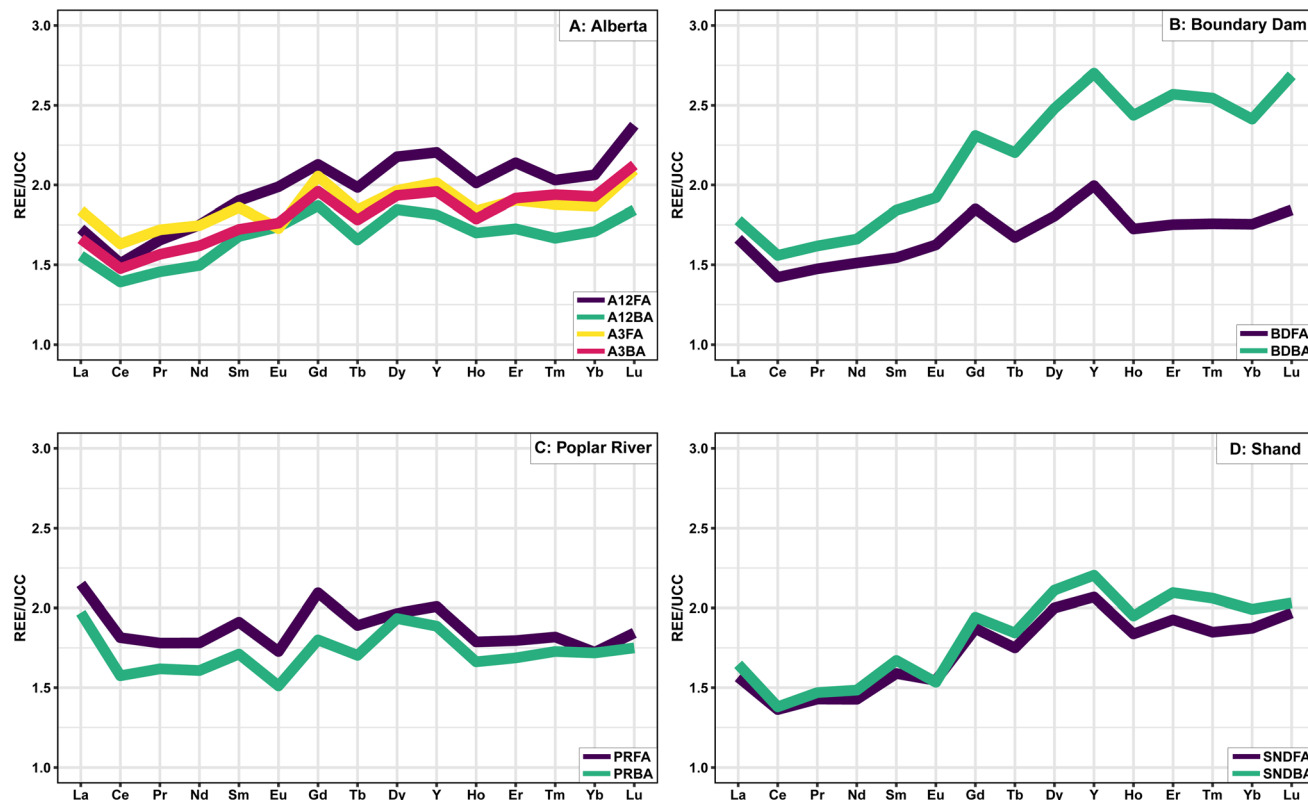 A: Alberta
REE/UCC
3.0
2.5
2.0
1.5
1.0
A12FA
A12BA
A3FA
A3BA
La Ce Pr Nd Sm Eu Gd Tb Dy Y Ho Er Tm Yb Lu
B: Boundary Dam
REE/UCC
3.0
2.5
2.0
1.5
1.0
BDFA
BDBA
La Ce Pr Nd Sm Eu Gd Tb Dy Y Ho Er Tm Yb Lu
C: Poplar River
REE/UCC
3.0
2.5
2.0
1.5
1.0
PRFA
PRBA
La Ce Pr Nd Sm Eu Gd Tb Dy Y Ho Er Tm Yb Lu
D: Shand
REE/UCC
3.0
2.5
2.0
1.5
1.0
SNDFA
SNDBA
La Ce Pr Nd Sm Eu Gd Tb Dy Y Ho Er Tm Yb Lu